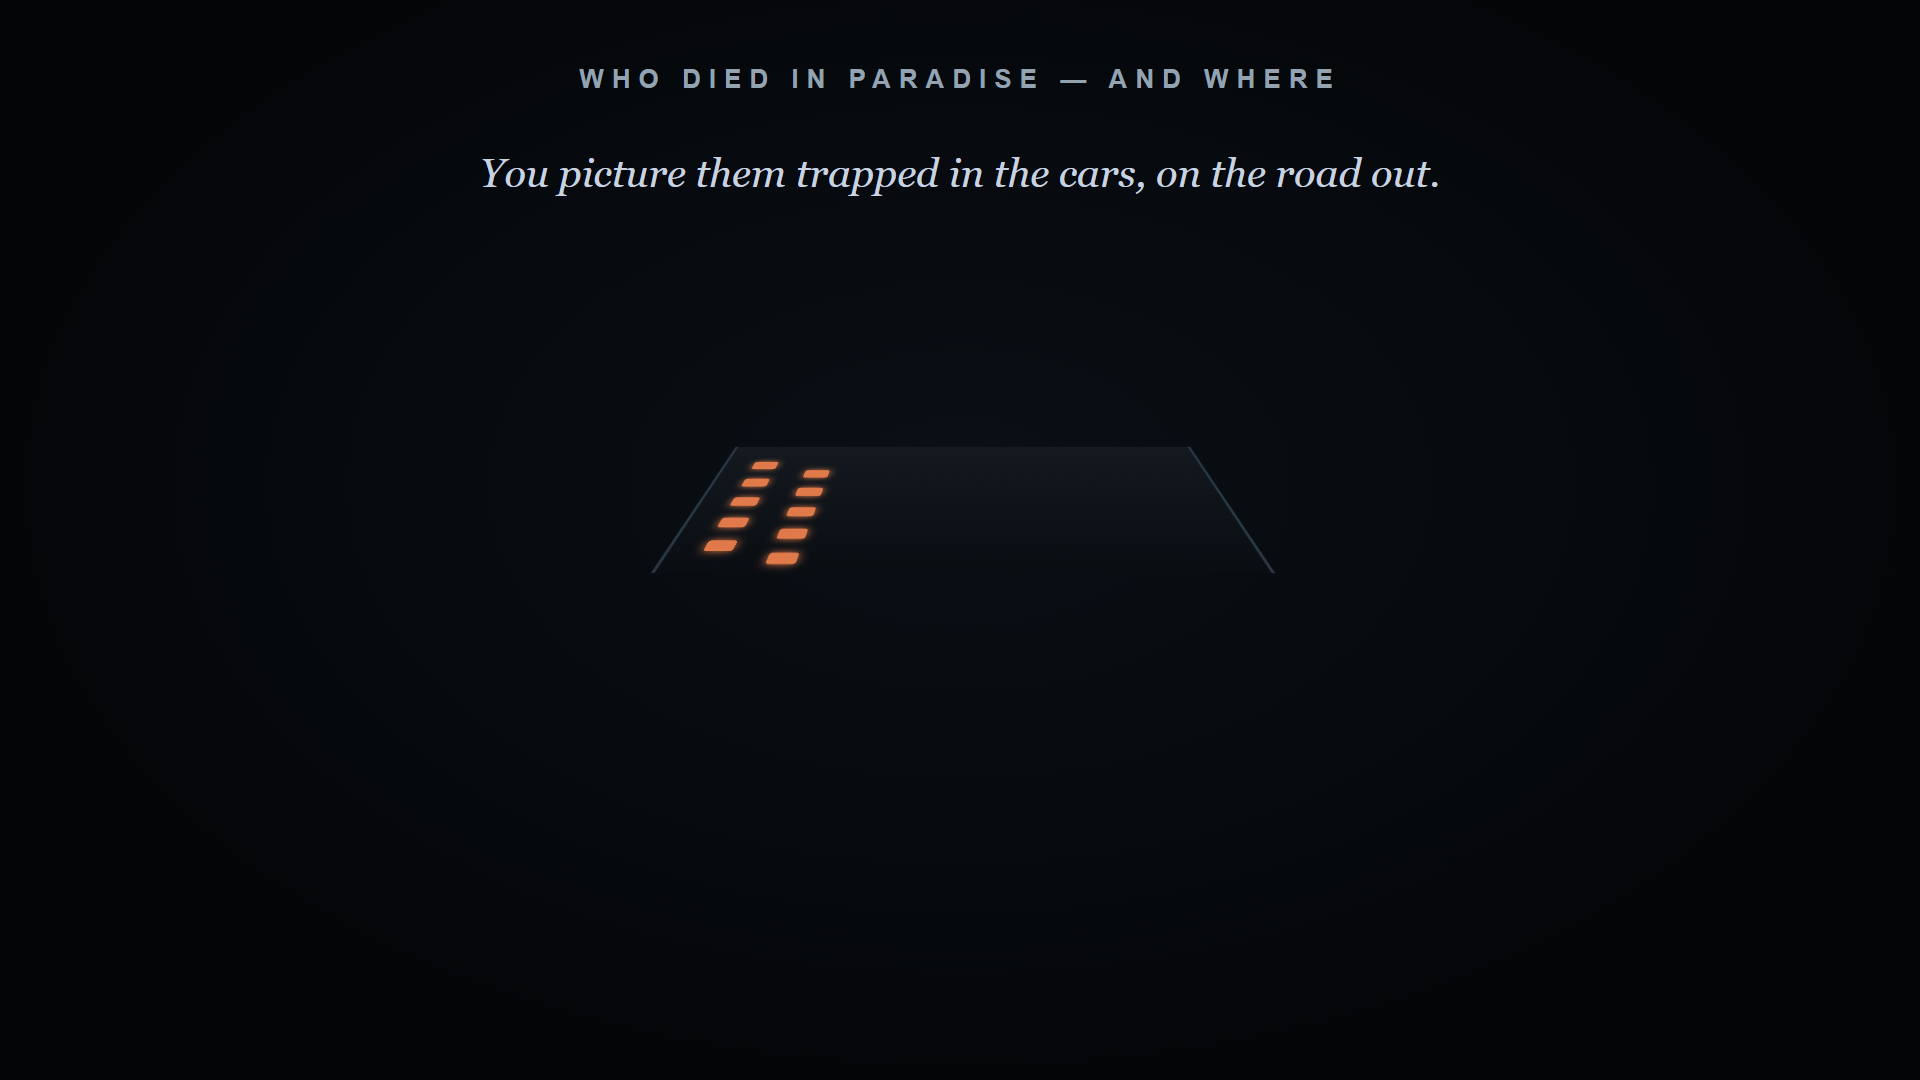 WHO DIED IN PARADISE — AND WHERE
You picture them trapped in the cars, on the road out.